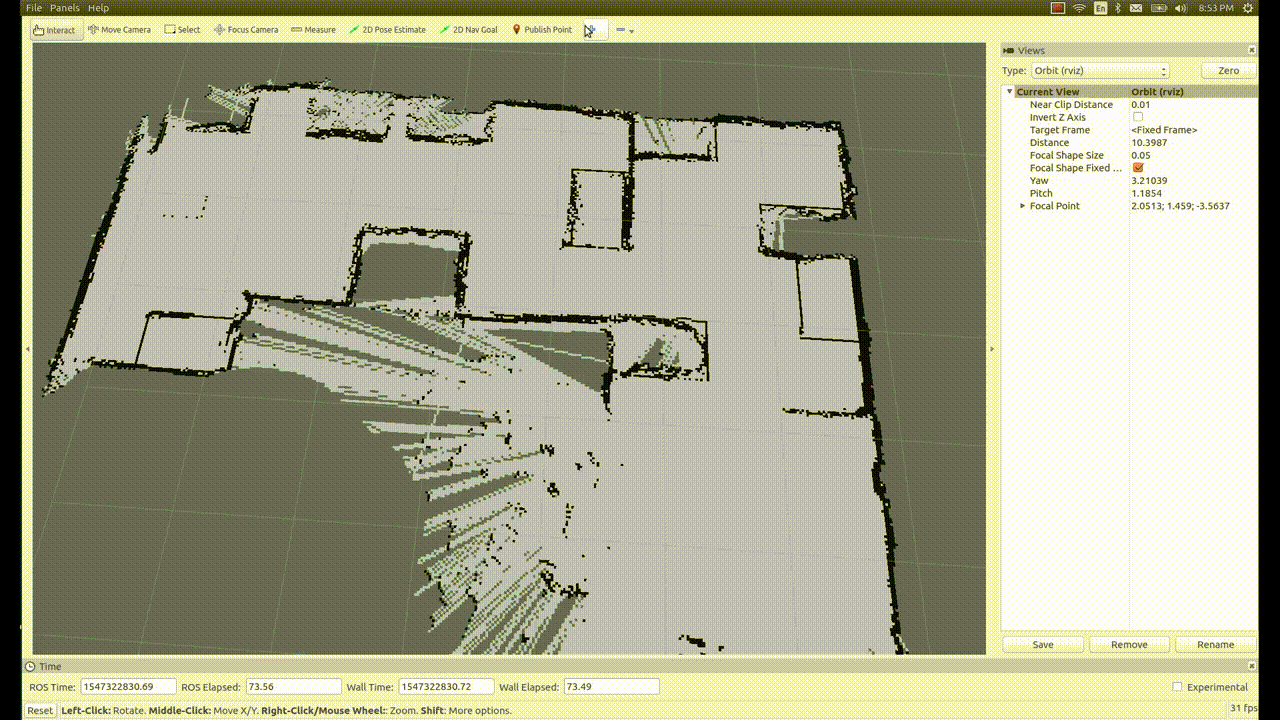 File Panels Help
En 8:53 PM
Interact Move Camera Select Focus Camera Measure 2D Pose Estimate 2D Nav Goal Publish Point
Views
Type: Orbit (rviz) Zero
Current View Orbit (rviz)
Near Clip Distance 0.01
Invert Z Axis
Target Frame <Fixed Frame>
Distance 10.3987
Focal Shape Size 0.05
Focal Shape Fixed ...
Yaw 3.21039
Pitch 1.1854
Focal Point 2.0513; 1.459; -3.5637
Save Remove Rename
Time
ROS Time: 1547322830.69 ROS Elapsed: 73.56 Wall Time: 1547322830.72 Wall Elapsed: 73.49 Experimental
Reset Left-Click: Rotate. Middle-Click: Move X/Y. Right-Click/Mouse Wheel:: Zoom. Shift: More options. 31 fps